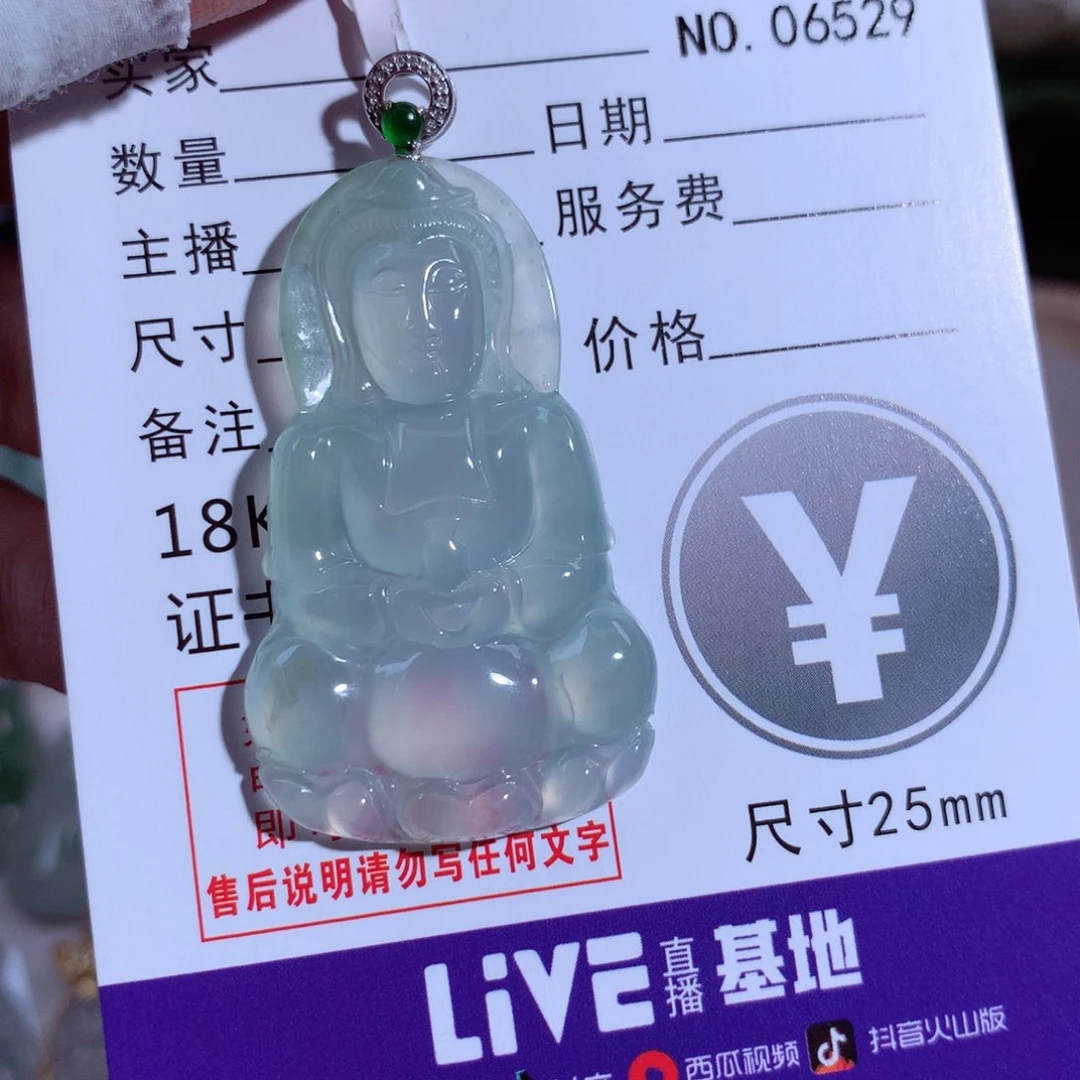 NO. 06529
卖家
数量
日期
主播
服务费
尺寸
价格
备注
18K
证书
¥
即
售后说明请勿写任何文字
尺寸25mm
LiVE直播基地
西瓜视频 抖音火山版